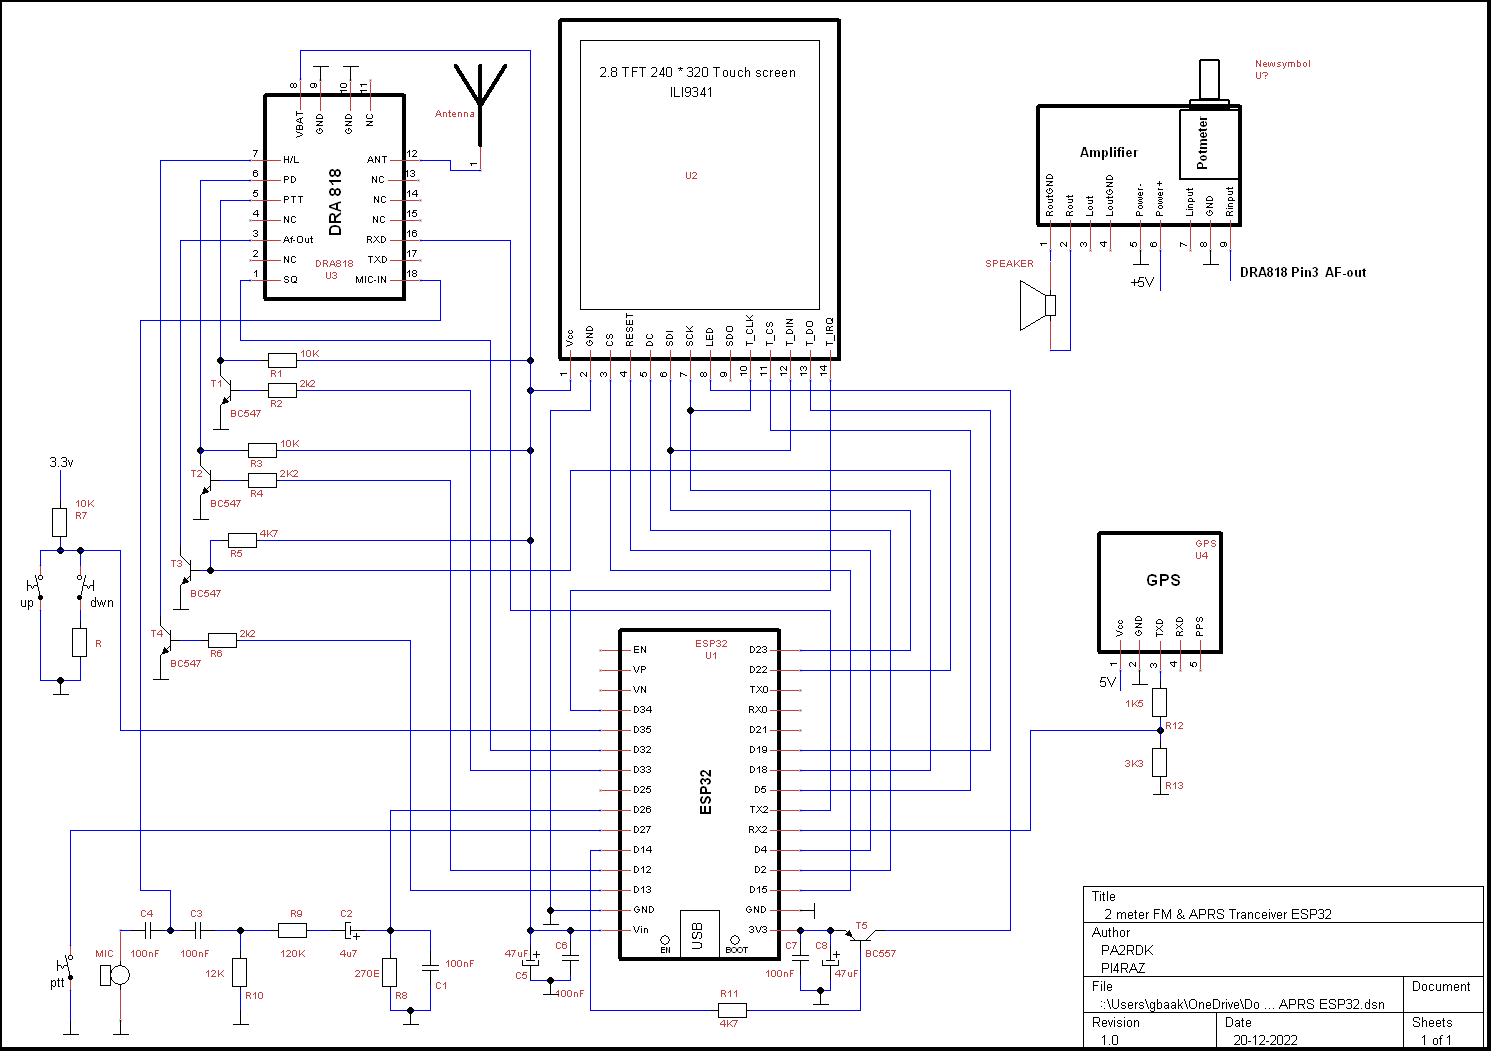 2.8 TFT 240 * 320 Touch screen
ILI9341
U2
Vcc
GND
CS
RESET
DC
SDI
SCK
LED
SDO
T_CLK
T_CS
T_DIN
T_DO
T_IRQ
1
2
3
4
5
6
7
8
9
10
11
12
13
14
Antenna
1
8
9
10
11
VBAT
GND
GND
NC
DRA 818
DRA818
U3
7 H/L
6 PD
5 PTT
4 NC
3 Af-Out
2 NC
1 SQ
ANT 12
NC 13
NC 14
NC 15
RXD 16
TXD 17
MIC-IN 18
Newsymbol
U?
Amplifier
Potmeter
RoutGND
Rout
Lout
LoutGND
Power-
Power+
Linput
GND
Rinput
1
2
3
4
5
6
7
8
9
SPEAKER
+5V
DRA818 Pin3 AF-out
10K
R1
T1
2k2
R2
BC547
10K
R3
T2
2K2
R4
BC547
4K7
R5
T3
BC547
T4
2k2
R6
BC547
3.3v
10K
R7
up
dwn
R
GPS
U4
GPS
Vcc
GND
TXD
RXD
PPS
1
2
3
4
5
5V
1K5
R12
3K3
R13
ESP32
U1
ESP32
EN
VP
VN
D34
D35
D32
D33
D25
D26
D27
D14
D12
D13
GND
Vin
D23
D22
TX0
RX0
D21
D19
D18
D5
TX2
RX2
D4
D2
D15
GND
3V3
USB
EN
BOOT
C4
100nF
C3
100nF
R9
120K
C2
4u7
12K
R10
270E
R8
100nF
C1
MIC
ptt
47uF
C5
C6
100nF
C7
100nF
C8
47uF
T5
BC557
R11
4K7
Title
2 meter FM & APRS Tranceiver ESP32
Author
PA2RDK
PI4RAZ
File
::\Users\gbaak\OneDrive\Do ... APRS ESP32.dsn
Document
Revision
1.0
Date
20-12-2022
Sheets
1 of 1